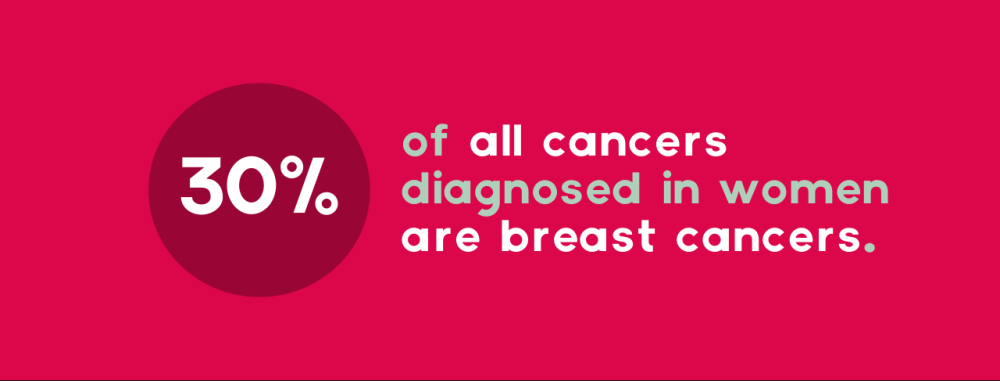 30%
of all cancers
diagnosed in women
are breast cancers.